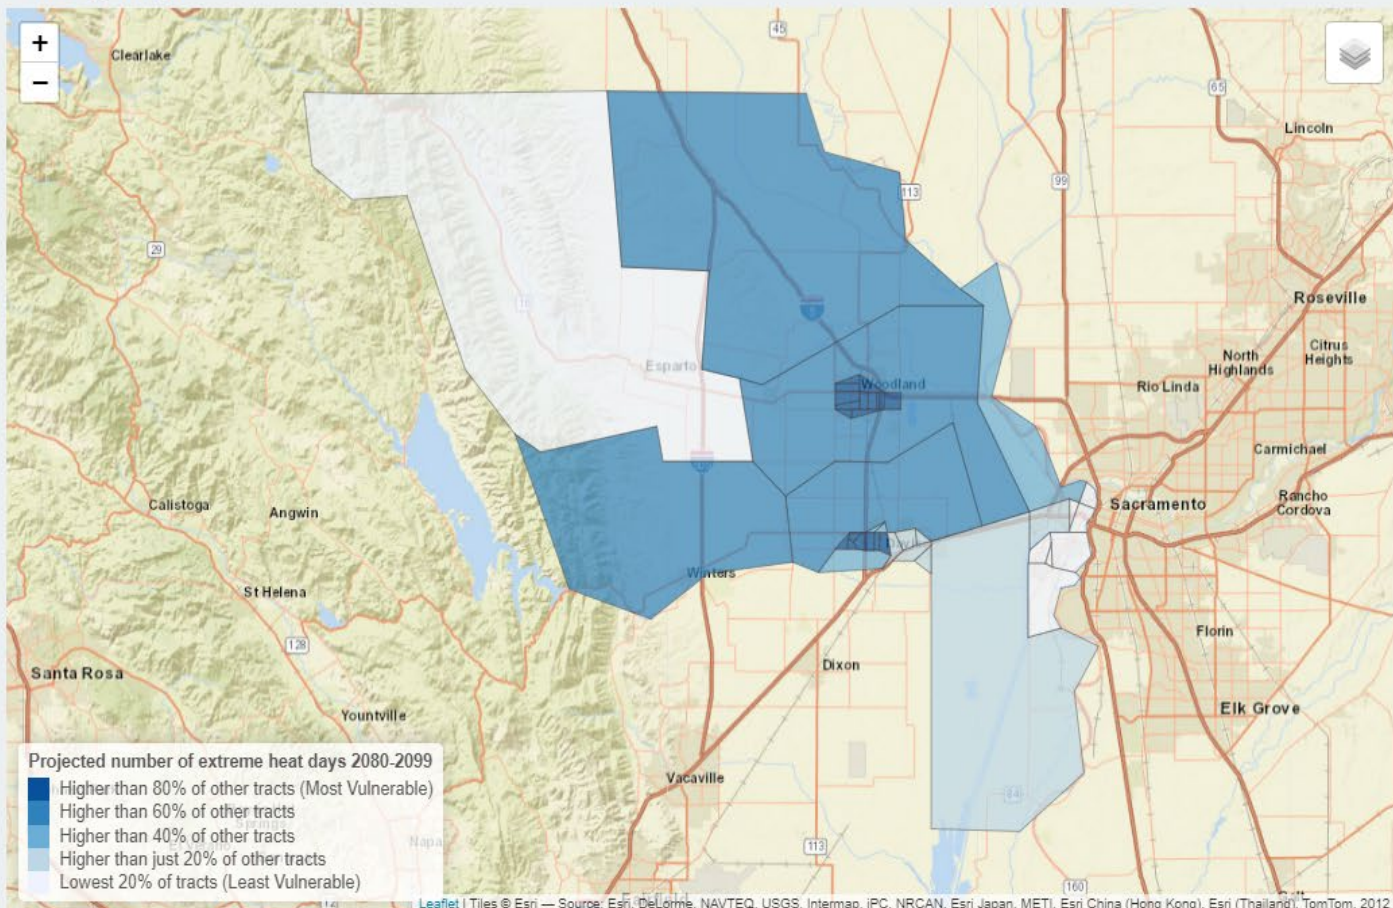 +
−
Clearlake
45
65
Lincoln
113
99
29
Roseville
Citrus
Heights
North
Highlands
Rio Linda
Esparto
Woodland
Carmichael
Rancho
Cordova
Sacramento
Calistoga
Angwin
Winters
St Helena
128
Florin
Santa Rosa
Dixon
Elk Grove
Yountville
Vacaville
84
113
160
Napa
12
Fairfield
Projected number of extreme heat days 2080-2099
Higher than 80% of other tracts (Most Vulnerable)
Higher than 60% of other tracts
Higher than 40% of other tracts
Higher than just 20% of other tracts
Lowest 20% of tracts (Least Vulnerable)
Leaflet | Tiles © Esri — Source: Esri, DeLorme, NAVTEQ, USGS, Intermap, iPC, NRCAN, Esri Japan, METI, Esri China (Hong Kong), Esri (Thailand), TomTom, 2012